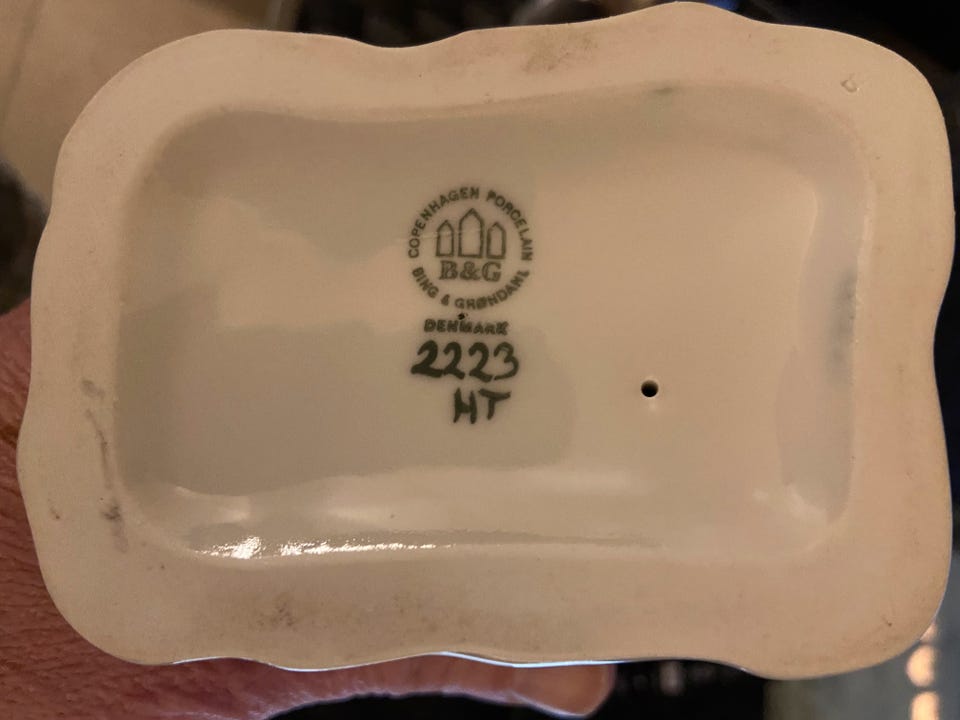 COPENHAGEN PORCELAIN
B&G
BING & GRØNDAHL
DENMARK
2223
HT